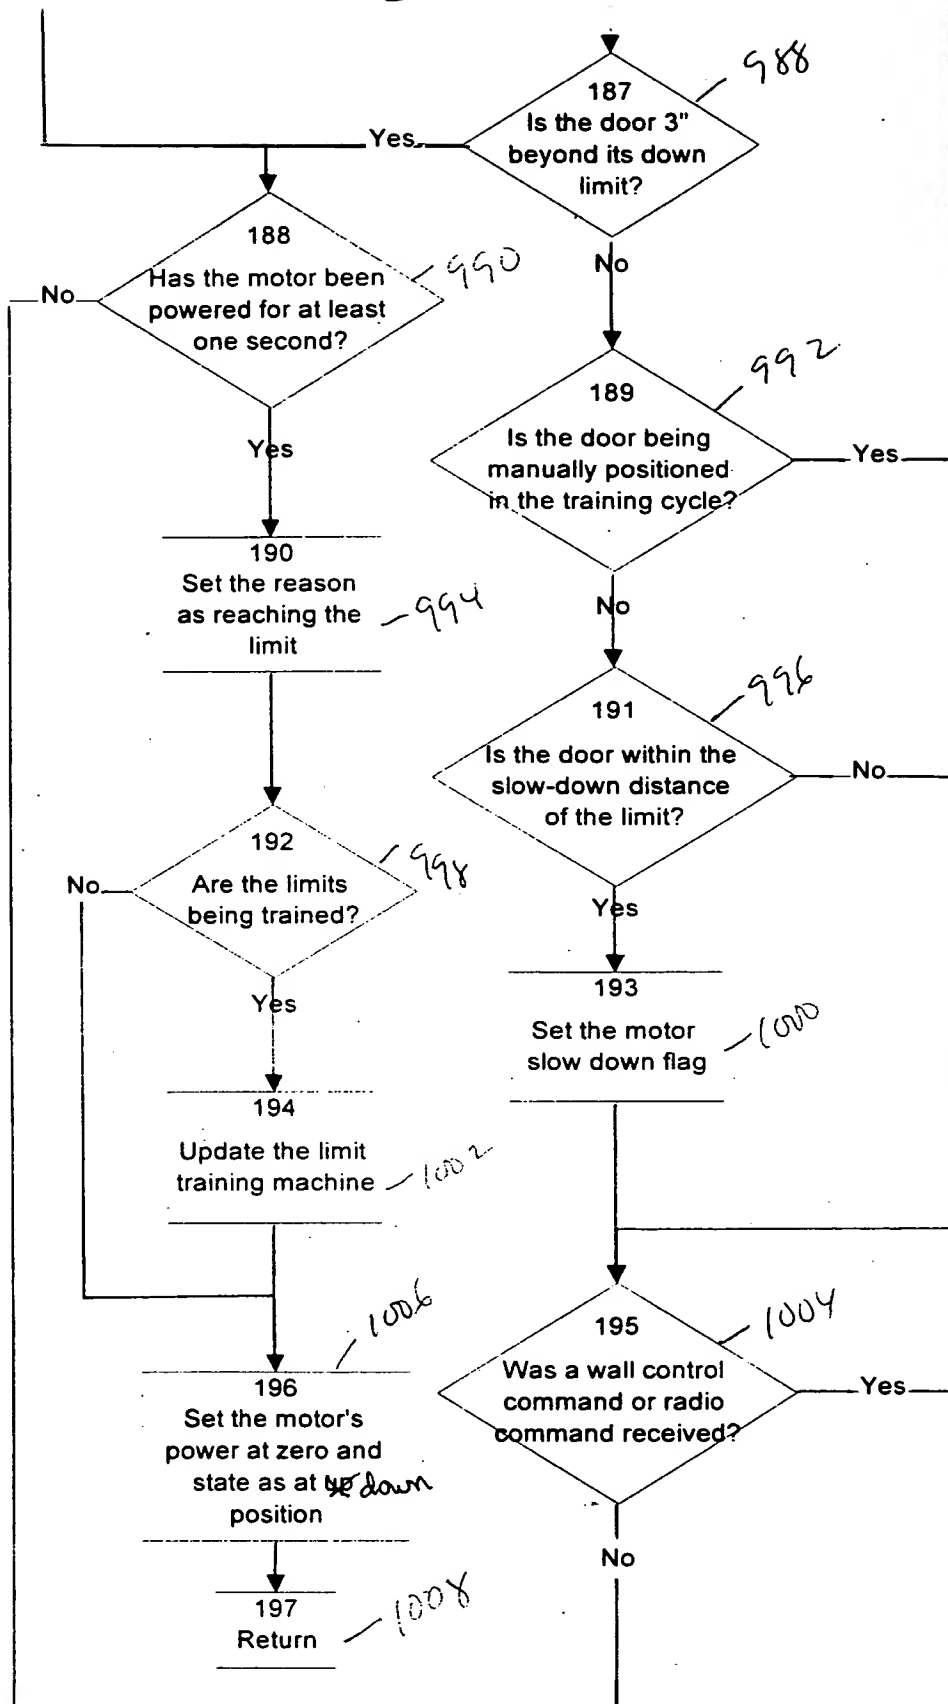 988
187
Is the door 3"
beyond its down
limit?
Yes
No
188
Has the motor been
powered for at least
one second?
990
No
Yes
992
189
Is the door being
manually positioned
in the training cycle?
Yes
No
190
Set the reason
as reaching the
limit
994
996
191
Is the door within the
slow-down distance
of the limit?
No
Yes
192
Are the limits
being trained?
998
No
Yes
193
Set the motor
slow down flag
1000
194
Update the limit
training machine
1002
1006
196
Set the motor's
power at zero and
state as at down
position
1004
195
Was a wall control
command or radio
command received?
Yes
No
197
Return
1008